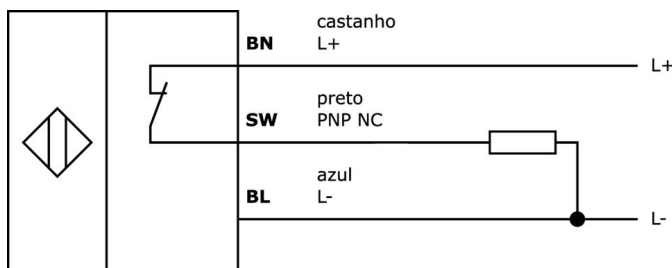 castanho
BN L+
L+
preto
SW PNP NC
azul
BL L-
L-